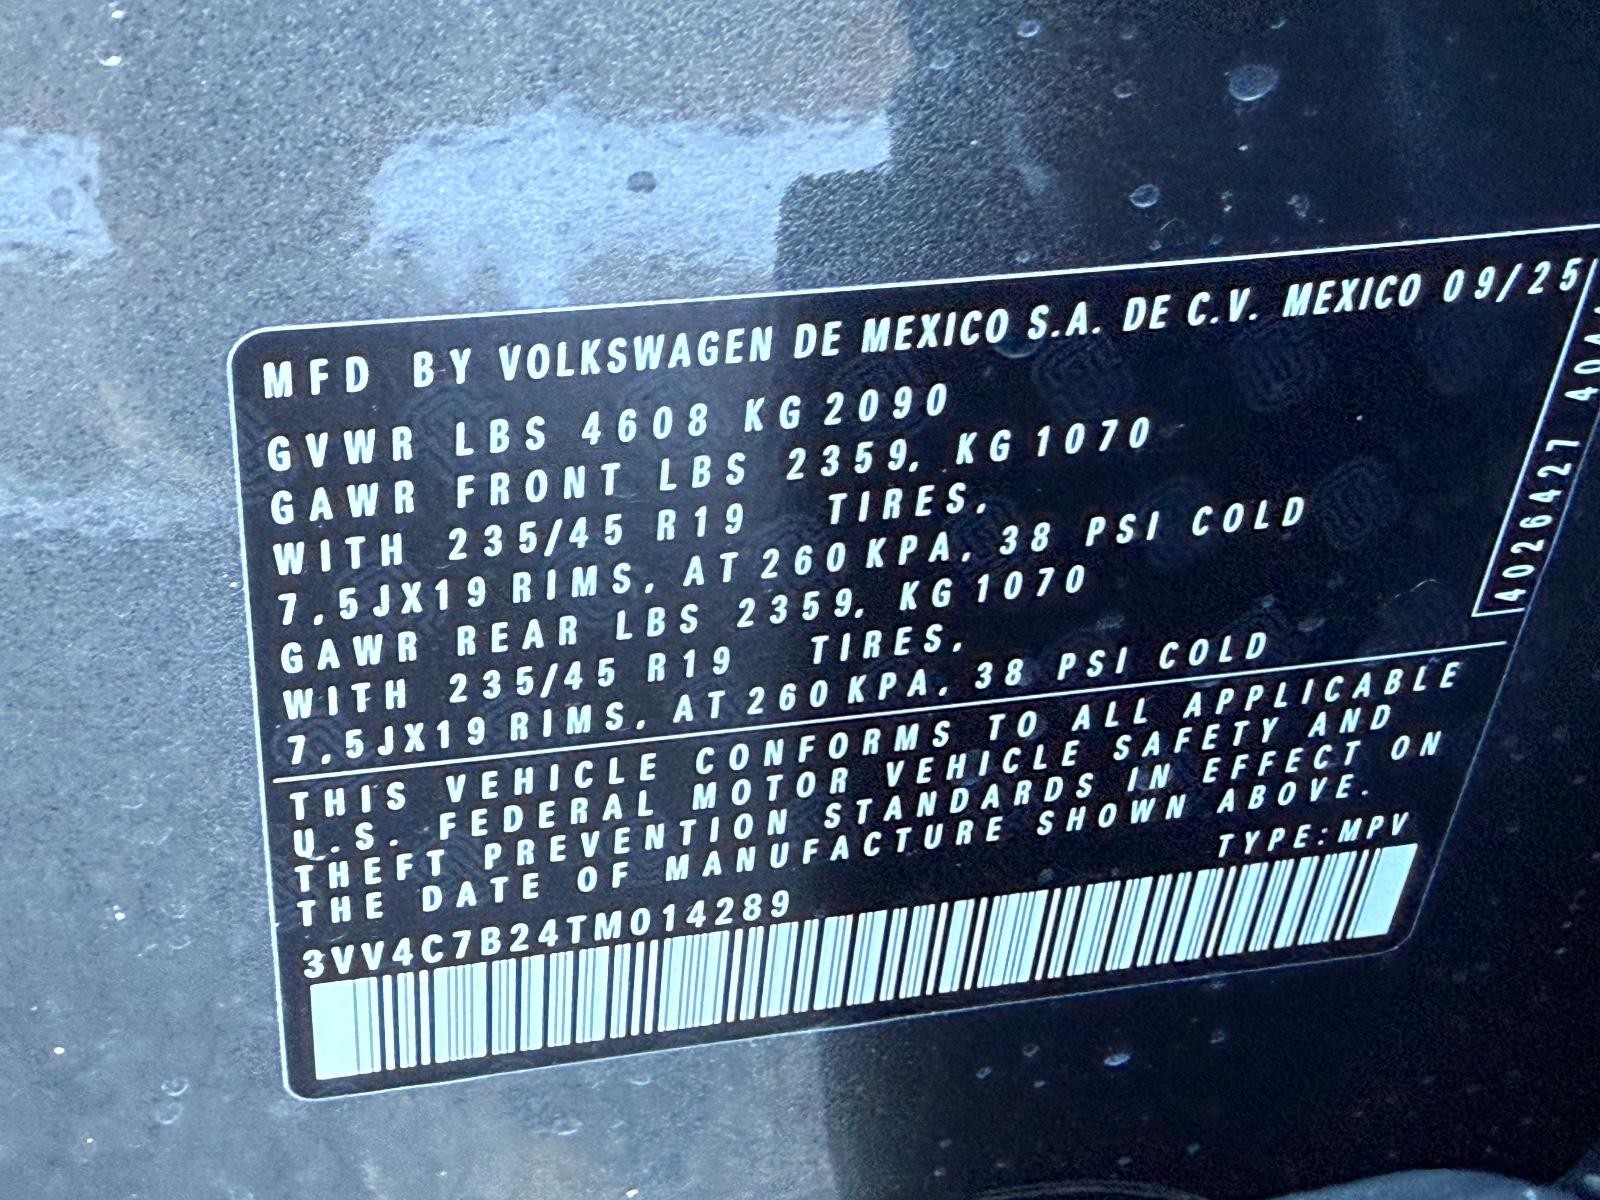 MFD BY VOLKSWAGEN DE MEXICO S.A. DE C.V. MEXICO 09/25
GVWR LBS 4608 KG 2090
GAWR FRONT LBS 2359, KG 1070
WITH 235/45 R19 TIRES,
7.5JX19 RIMS, AT 260 KPA, 38 PSI COLD
GAWR REAR LBS 2359, KG 1070
WITH 235/45 R19 TIRES,
7.5JX19 RIMS, AT 260 KPA, 38 PSI COLD
THIS VEHICLE CONFORMS TO ALL APPLICABLE
U.S. FEDERAL MOTOR VEHICLE SAFETY AND
THEFT PREVENTION STANDARDS IN EFFECT ON
THE DATE OF MANUFACTURE SHOWN ABOVE.
TYPE: MPV
3VV4C7B24TM014289
4026427